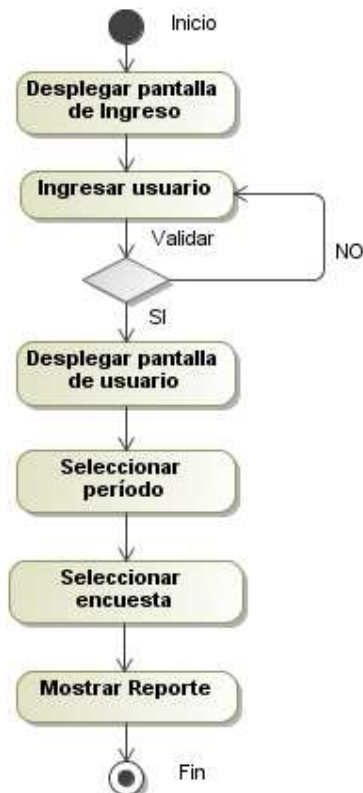 Inicio
Desplegar pantalla
de Ingreso
Ingresar usuario
Validar
NO
SI
Desplegar pantalla
de usuario
Seleccionar
período
Seleccionar
encuesta
Mostrar Reporte
Fin